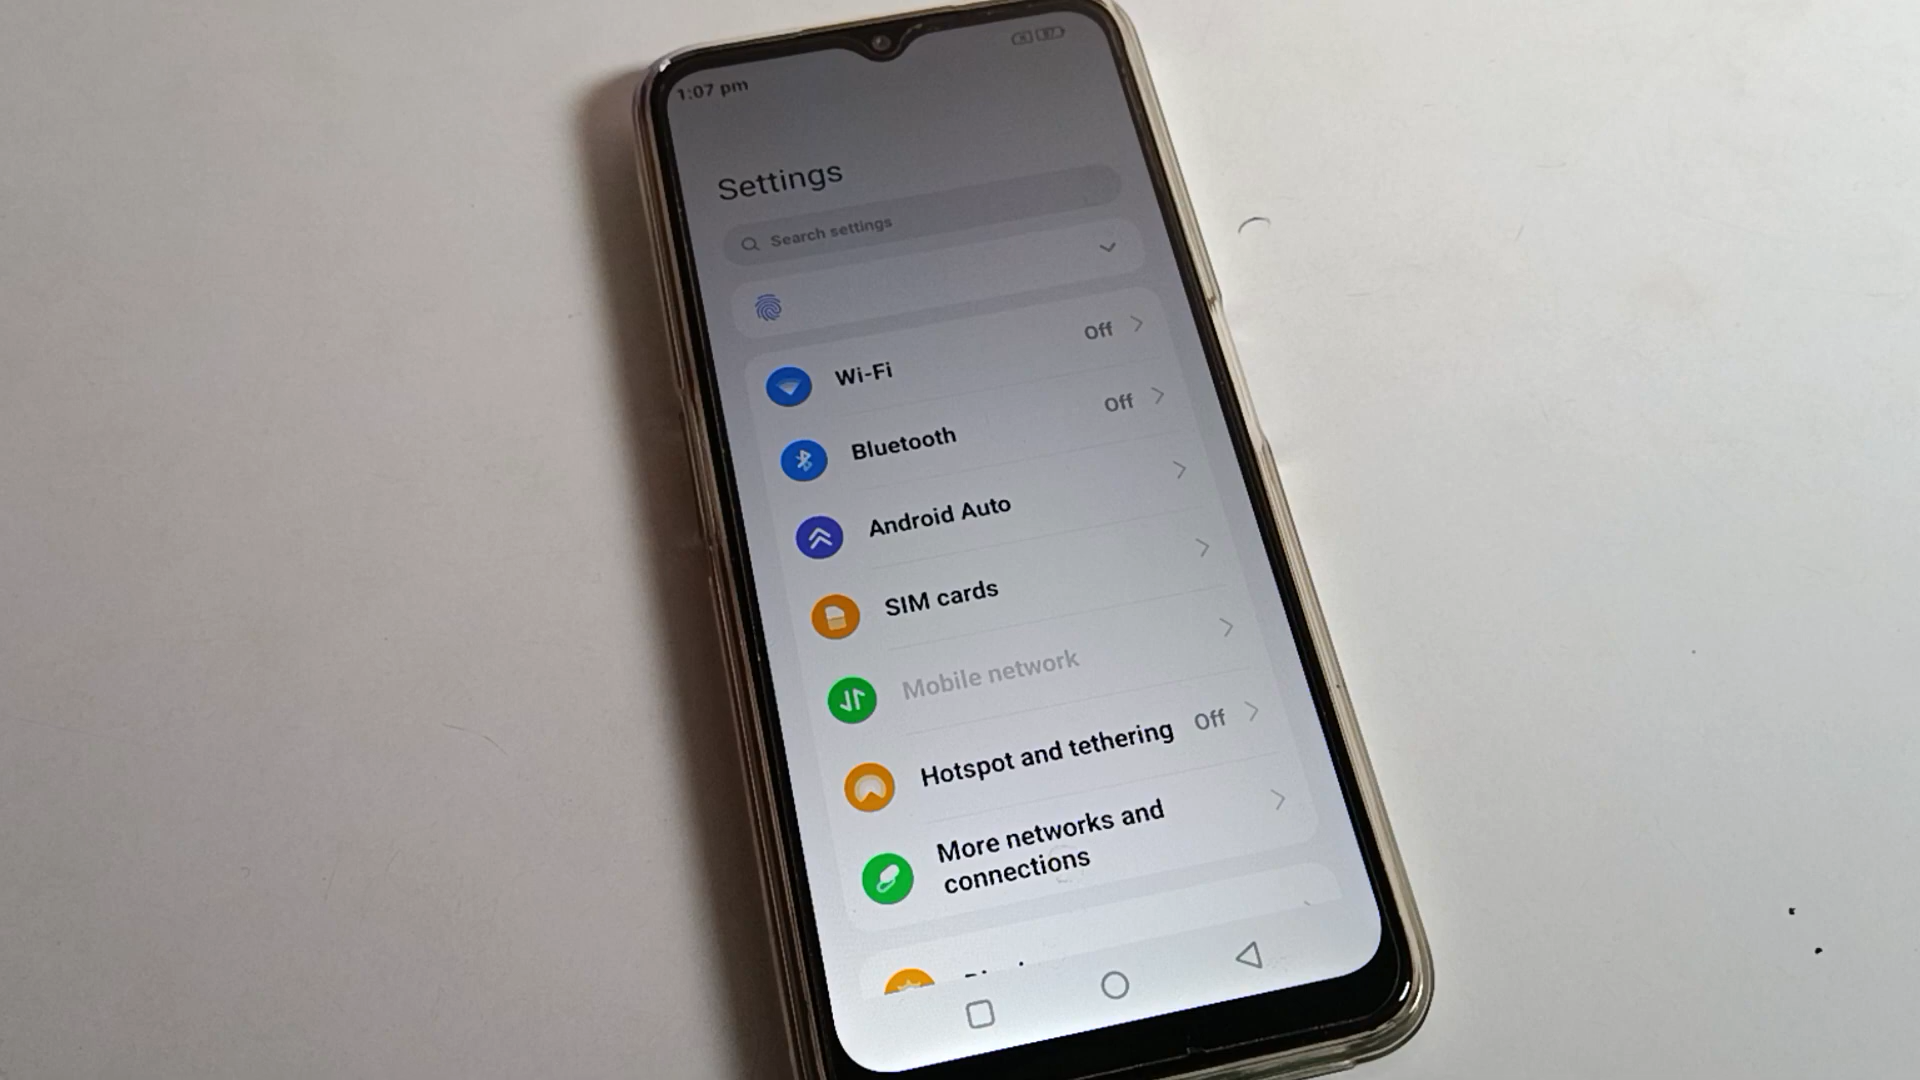 1:07 pm
Settings
Search settings
Wi-Fi Off
Bluetooth Off
Android Auto
SIM cards
Mobile network
Hotspot and tethering Off
More networks and
connections